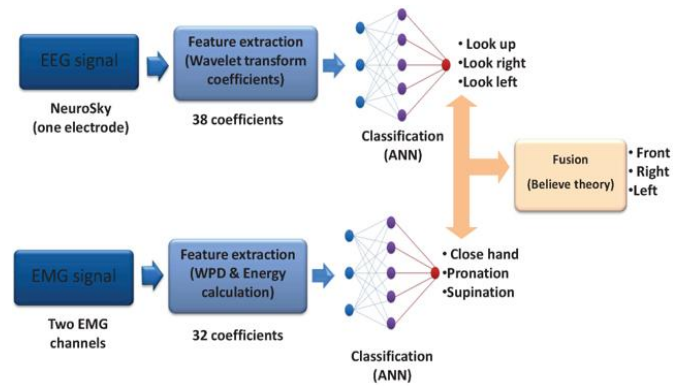 EEG signal
NeuroSky
(one electrode)
Feature extraction
(Wavelet transform
coefficients)
38 coefficients
Classification
(ANN)
• Look up
•Look right
•Look left
Fusion
(Believe theory)
• Front
• Right
•Left
EMG signal
Two EMG
channels
Feature extraction
(WPD & Energy
calculation)
32 coefficients
Classification
(ANN)
• Close hand
•Pronation
•Supination